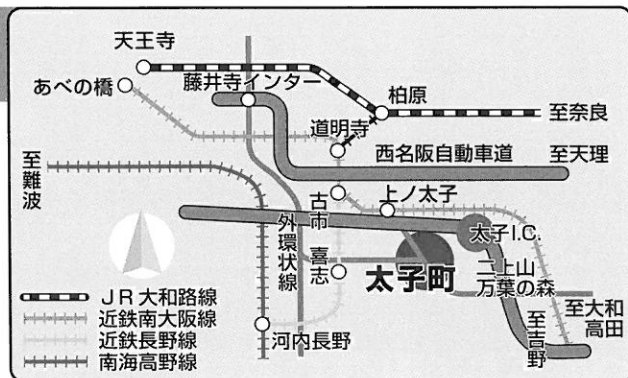 天王寺
あべの橋
藤井寺インター
柏原
至奈良
道明寺
西名阪自動車道
至天理
至難波
古市
上ノ太子
外環状線
喜志
太子町
太子I.C.
二上山
万葉の森
至大和
高田
至吉野
河内長野
JR大和路線
近鉄南大阪線
近鉄長野線
南海高野線